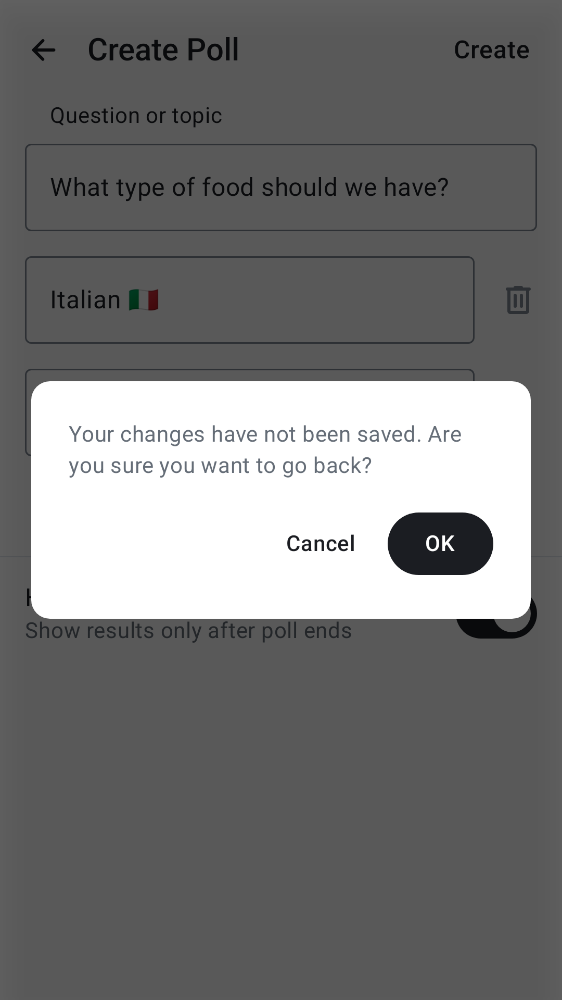 Create Poll
Create
Question or topic
What type of food should we have?
Italian 🇮🇹
Your changes have not been saved. Are
you sure you want to go back?
Cancel
OK
Show results only after poll ends